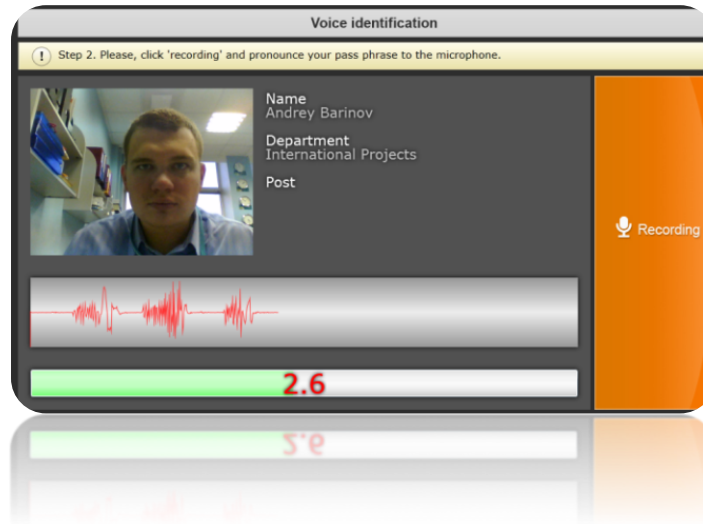 Voice identification
! Step 2. Please, click 'recording' and pronounce your pass phrase to the microphone.
Name
Andrey Barinov
Department
International Projects
Post
Recording
2.6